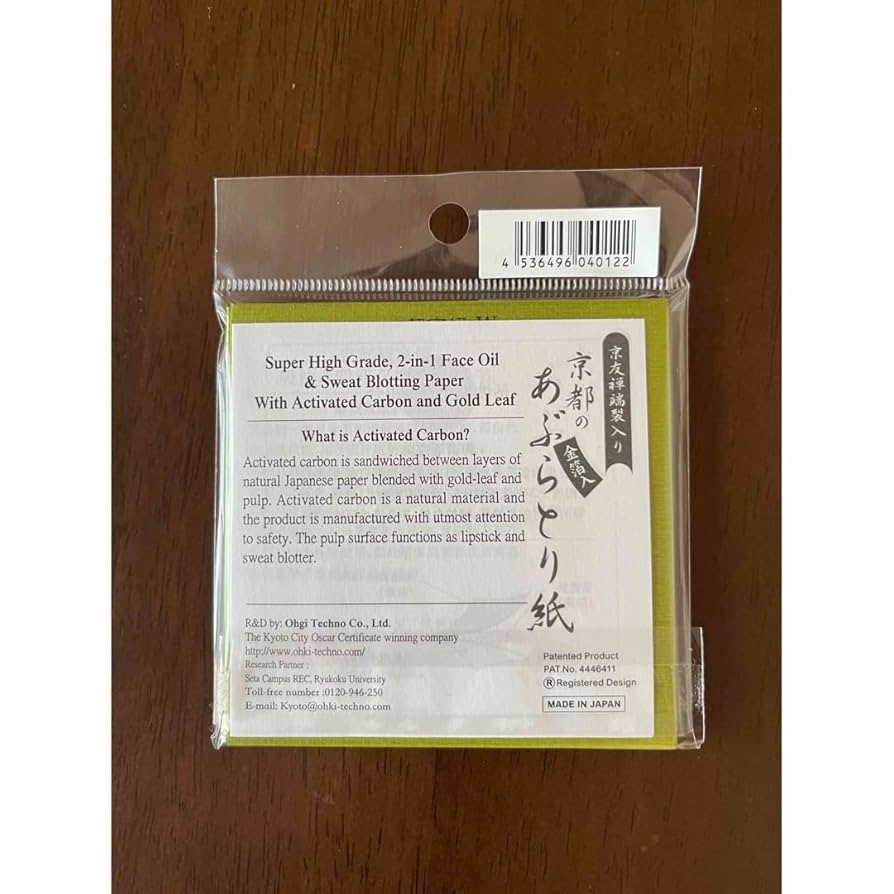 4 536496 040122
Super High Grade, 2-in-1 Face Oil
& Sweat Blotting Paper
With Activated Carbon and Gold Leaf
What is Activated Carbon?
Activated carbon is sandwiched between layers of
natural Japanese paper blended with gold-leaf and
pulp. Activated carbon is a natural material and
the product is manufactured with utmost attention
to safety. The pulp surface functions as lipstick and
sweat blotter.
R&D by: Ohgi Techno Co., Ltd.
The Kyoto City Oscar Certificate winning company
http://www.ohki-techno.com/
Research Partner :
Seta Campus REC, Ryukoku University
Toll-free number :0120-946-250
E-mail: Kyoto@ohki-techno.com
京友禅端裂入り
京都の
あぶらとり紙
金箔入
Patented Product
PAT.No. 4446411
Ⓡ Registered Design
MADE IN JAPAN